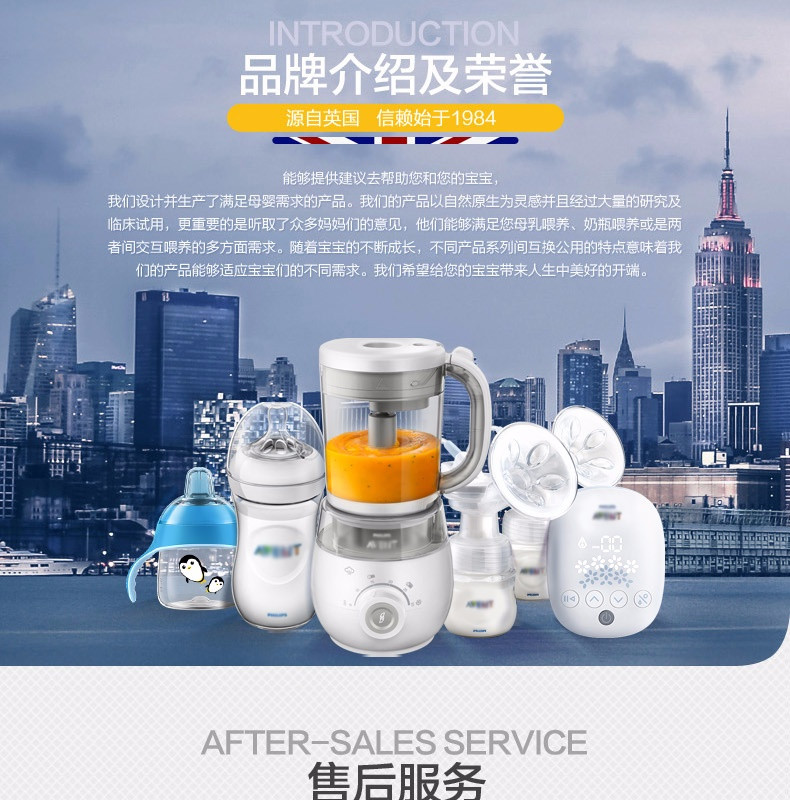 INTRODUCTION
品牌介绍及荣誉
源自英国 信赖始于1984
能够提供建议去帮助您和您的宝宝，
我们设计并生产了满足母婴需求的产品。我们的产品以自然原生为灵感并且经过大量的研究及
临床试用，更重要的是听取了众多妈妈们的意见，他们能够满足您母乳喂养、奶瓶喂养或是两
者间交互喂养的多方面需求。随着宝宝的不断成长，不同产品系列间互换公用的特点意味着我
们的产品能够适应宝宝们的不同需求。我们希望给您的宝宝带来人生中美好的开端。
AFTER-SALES SERVICE
售后服务